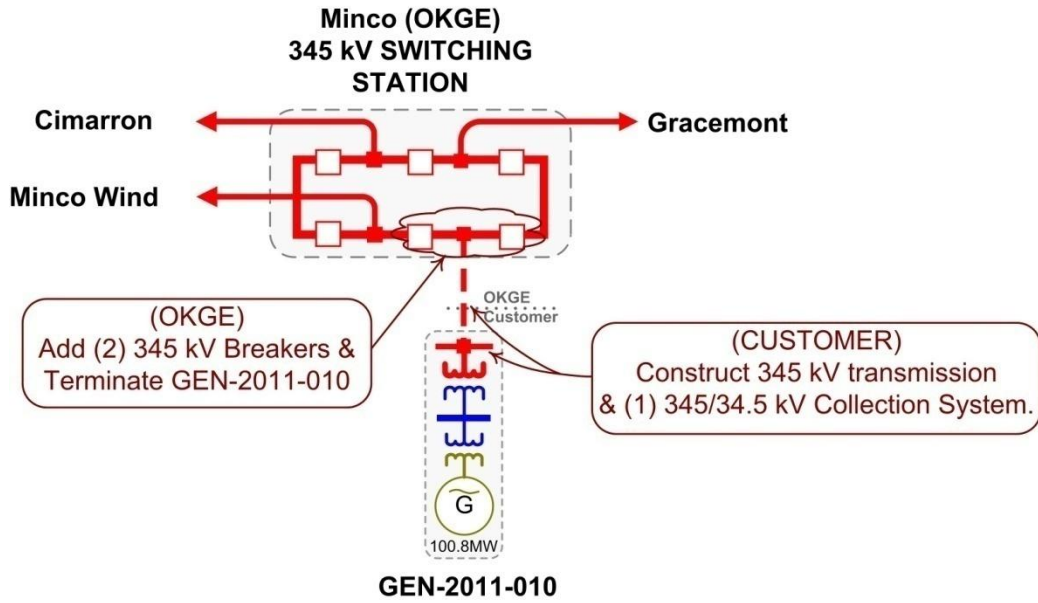 Minco (OKGE)
345 kV SWITCHING
STATION
Cimarron
Gracemont
Minco Wind
OKGE
Customer
(OKGE)
Add (2) 345 kV Breakers &
Terminate GEN-2011-010
(CUSTOMER)
Construct 345 kV transmission
& (1) 345/34.5 kV Collection System.
G
100.8MW
GEN-2011-010